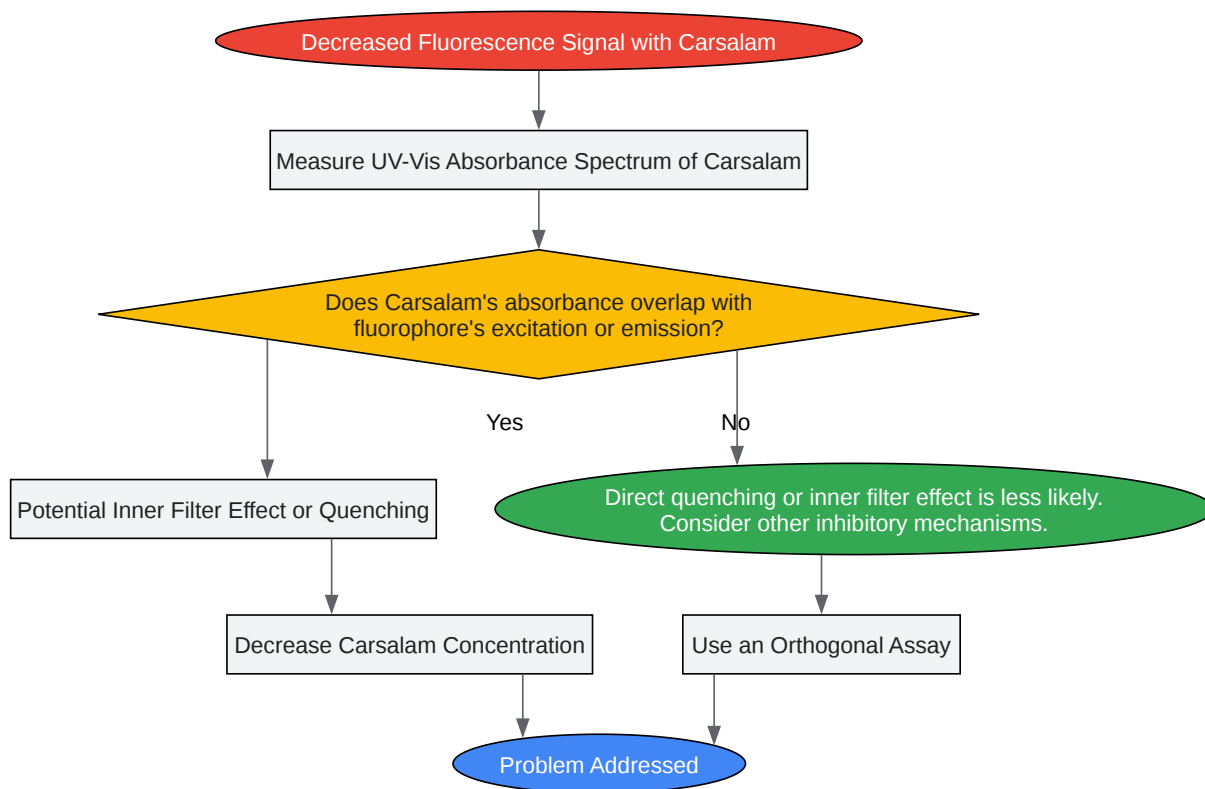 Decreased Fluorescence Signal with Carsalam
Measure UV-Vis Absorbance Spectrum of Carsalam
Does Carsalam's absorbance overlap with
fluorophore's excitation or emission?
Yes
No
Potential Inner Filter Effect or Quenching
Direct quenching or inner filter effect is less likely.
Consider other inhibitory mechanisms.
Decrease Carsalam Concentration
Use an Orthogonal Assay
Problem Addressed